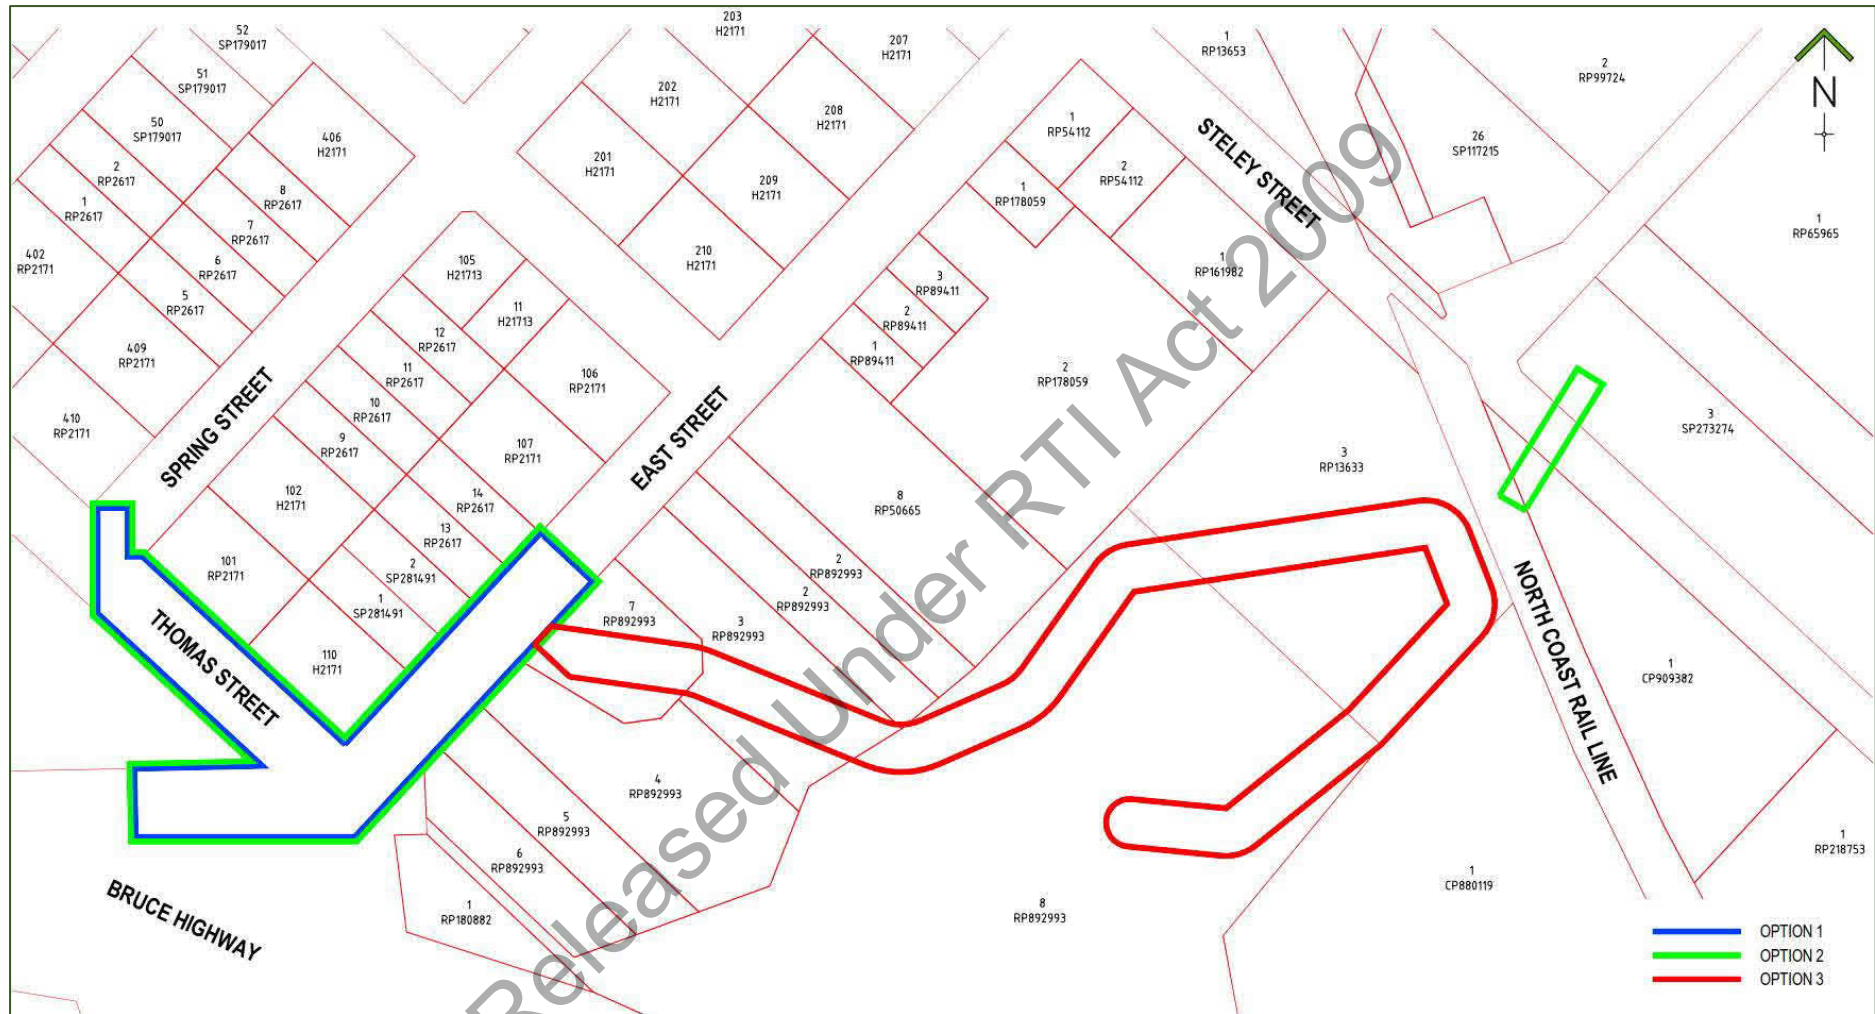 52
SP179017
203
H2171
207
H2171
1
RP13653
2
RP99724
N
51
SP179017
202
H2171
208
H2171
50
SP179017
406
H2171
1
RP54112
STELEY STREET
26
SP117215
2
RP2617
201
H2171
209
H2171
2
RP54112
8
RP2617
1
RP178059
1
RP2617
7
RP2617
1
RP65965
402
RP2171
6
RP2617
105
H21713
210
H2171
1
RP161982
5
RP2617
3
RP89411
11
H21713
2
RP89411
12
RP2617
1
RP89411
409
RP2171
11
RP2617
106
RP2171
2
RP178059
410
RP2171
SPRING STREET
10
RP2617
EAST STREET
3
SP273274
9
RP2617
107
RP2171
3
RP13633
102
H2171
14
RP2617
8
RP50665
13
RP2617
101
RP2171
2
SP281491
2
RP892993
1
SP281491
2
RP892993
7
RP892993
3
RP892993
THOMAS STREET
110
H2171
NORTH COAST RAIL LINE
1
CP909382
4
RP892993
5
RP892993
6
RP892993
1
RP218753
1
CP880119
BRUCE HIGHWAY
1
RP180882
8
RP892993
OPTION 1
OPTION 2
OPTION 3
Released Under RTI Act 2009